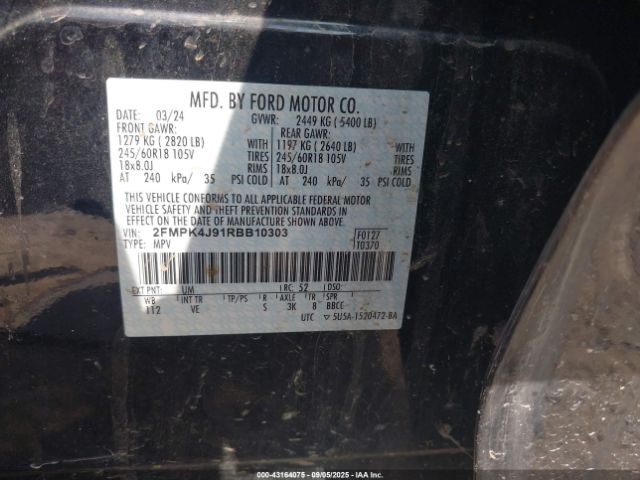 MFD. BY FORD MOTOR CO.
DATE: 03/24 GVWR: 2449 KG ( 5400 LB)
FRONT GAWR: REAR GAWR:
1279 KG ( 2820 LB) WITH 1197 KG ( 2640 LB) WITH
245/60R18 105V TIRES 245/60R18 105V TIRES
18x8.0J RIMS 18x8.0J RIMS
AT 240 kPa/ 35 PSI COLD AT 240 kPa/ 35 PSI COLD
THIS VEHICLE CONFORMS TO ALL APPLICABLE FEDERAL MOTOR
VEHICLE SAFETY AND THEFT PREVENTION STANDARDS IN
EFFECT ON THE DATE OF MANUFACTURE SHOWN ABOVE.
VIN: 2FMPK4J91RBB10303 F0127
TYPE: MPV 10370
EXT PNT: UM RC: 52 DSO:
WB INT TR TP/PS R AXLE TR SPR
112 VE S 3K 8 BBCC
UTC ▽ 5U5A-1520472-BA
000-43164075 - 09/05/2025 - IAA Inc.